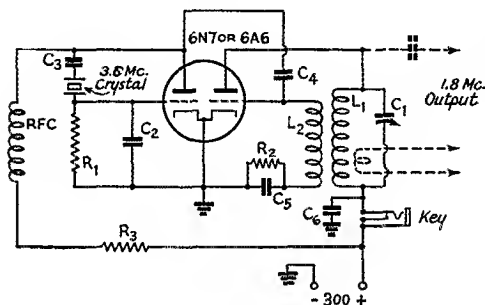 6N7 OR 6A6
C3
3.6 Mc.
Crystal
C4
1.8 Mc.
Output
RFC
R1
C2
L2
L1
C1
R2
C5
C6
Key
R3
- 300 +